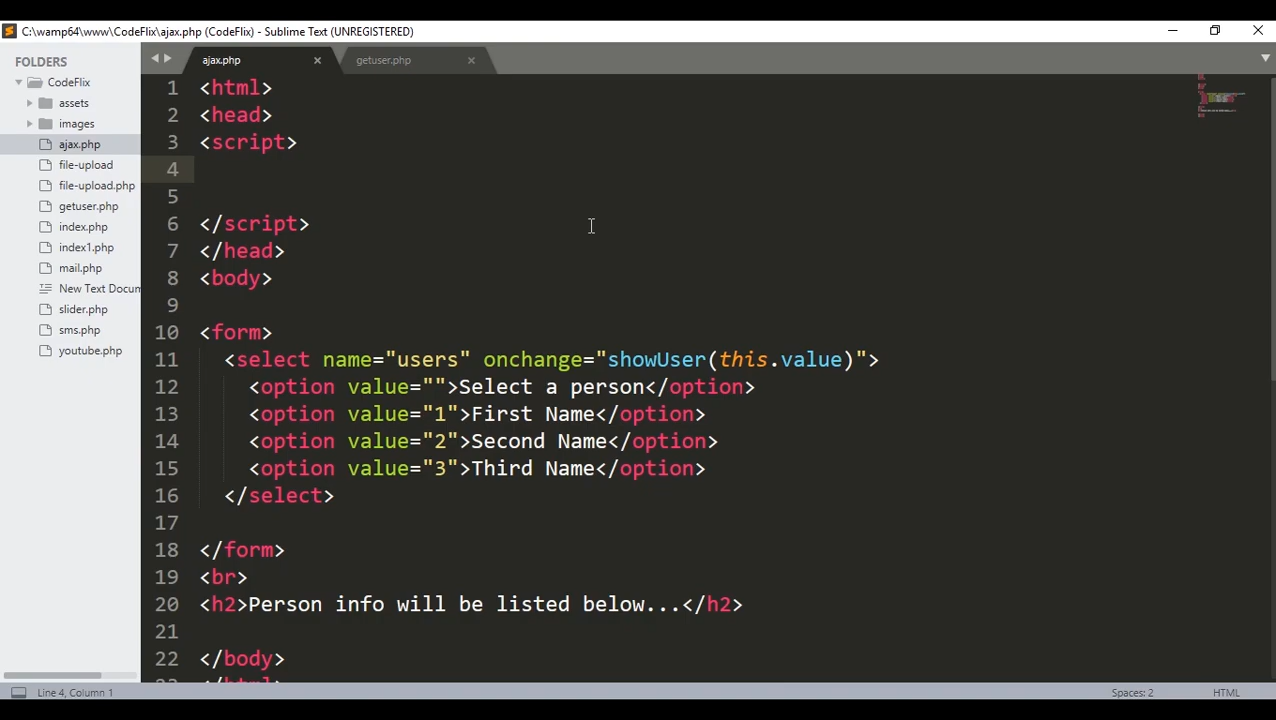 C:\wamp64\www\CodeFlix\ajax.php (CodeFlix) - Sublime Text (UNREGISTERED)
FOLDERS
CodeFlix
assets
images
ajax.php
file-upload
file-upload.php
getuser.php
index.php
index1.php
mail.php
New Text Docum
slider.php
sms.php
youtube.php
ajax.php
getuser.php
1 <html>
2 <head>
3 <script>
4
5
6 </script>
7 </head>
8 <body>
9
10 <form>
11 <select name="users" onchange="showUser(this.value)">
12 <option value="">Select a person</option>
13 <option value="1">First Name</option>
14 <option value="2">Second Name</option>
15 <option value="3">Third Name</option>
16 </select>
17
18 </form>
19 <br>
20 <h2>Person info will be listed below...</h2>
21
22 </body>
Line 4, Column 1
Spaces: 2
HTML